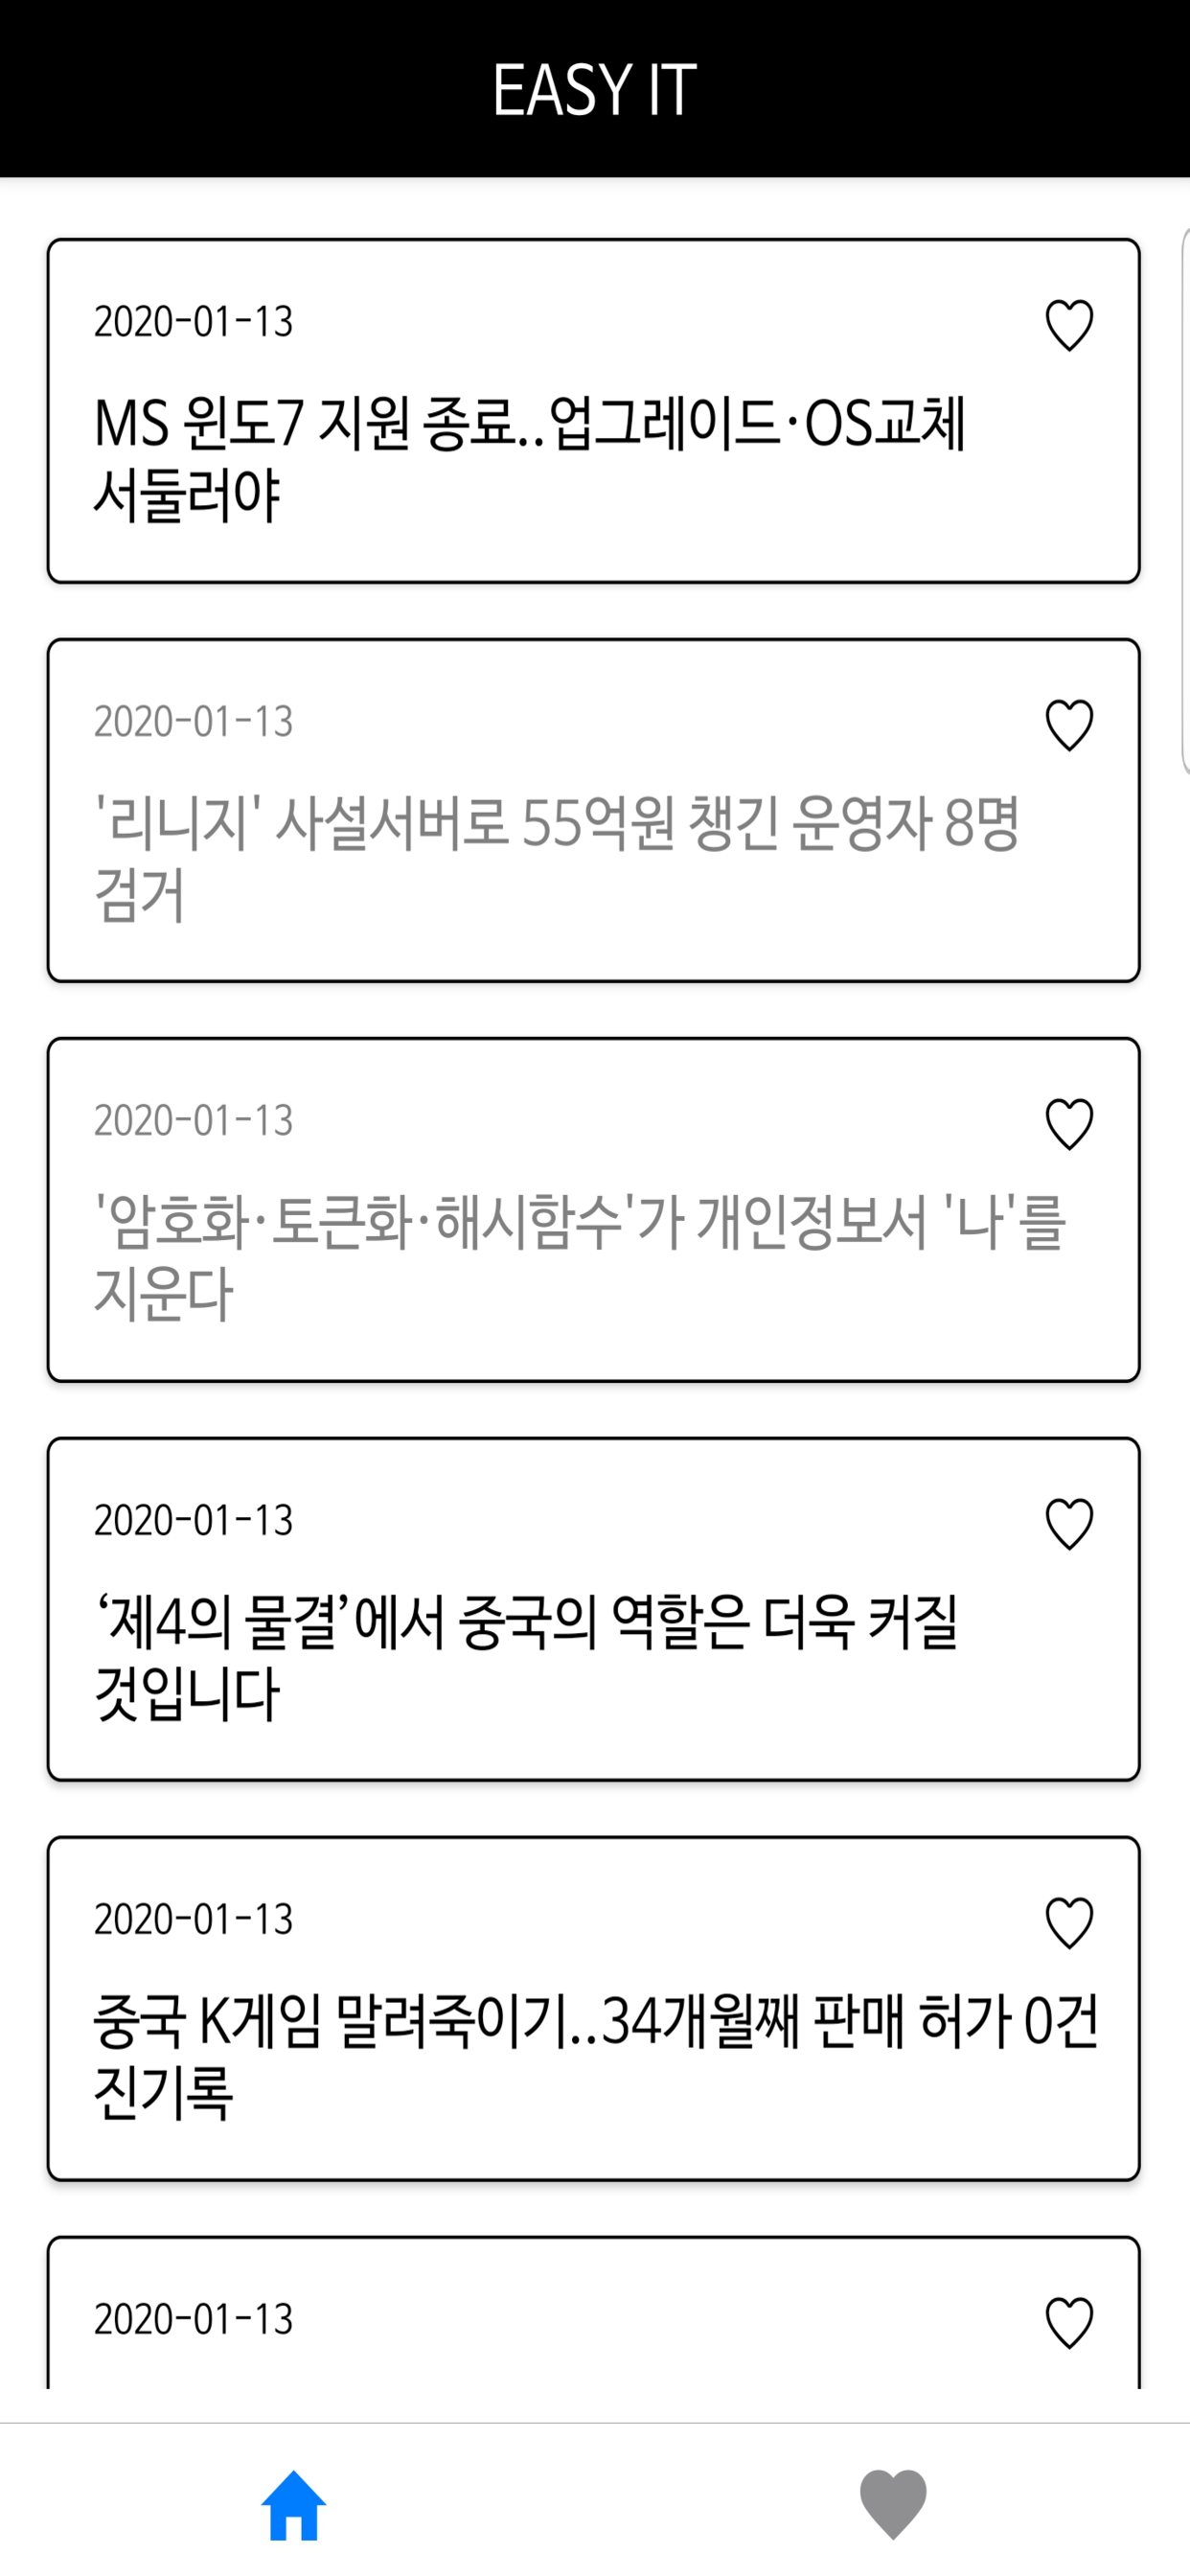 EASY IT
2020-01-13
MS 윈도7 지원 종료..업그레이드·OS교체
서둘러야
2020-01-13
'리니지' 사설서버로 55억원 챙긴 운영자 8명
검거
2020-01-13
'암호화·토큰화·해시함수'가 개인정보서 '나'를
지운다
2020-01-13
‘제4의 물결’에서 중국의 역할은 더욱 커질
것입니다
2020-01-13
중국 K게임 말려죽이기..34개월째 판매 허가 0건
진기록
2020-01-13